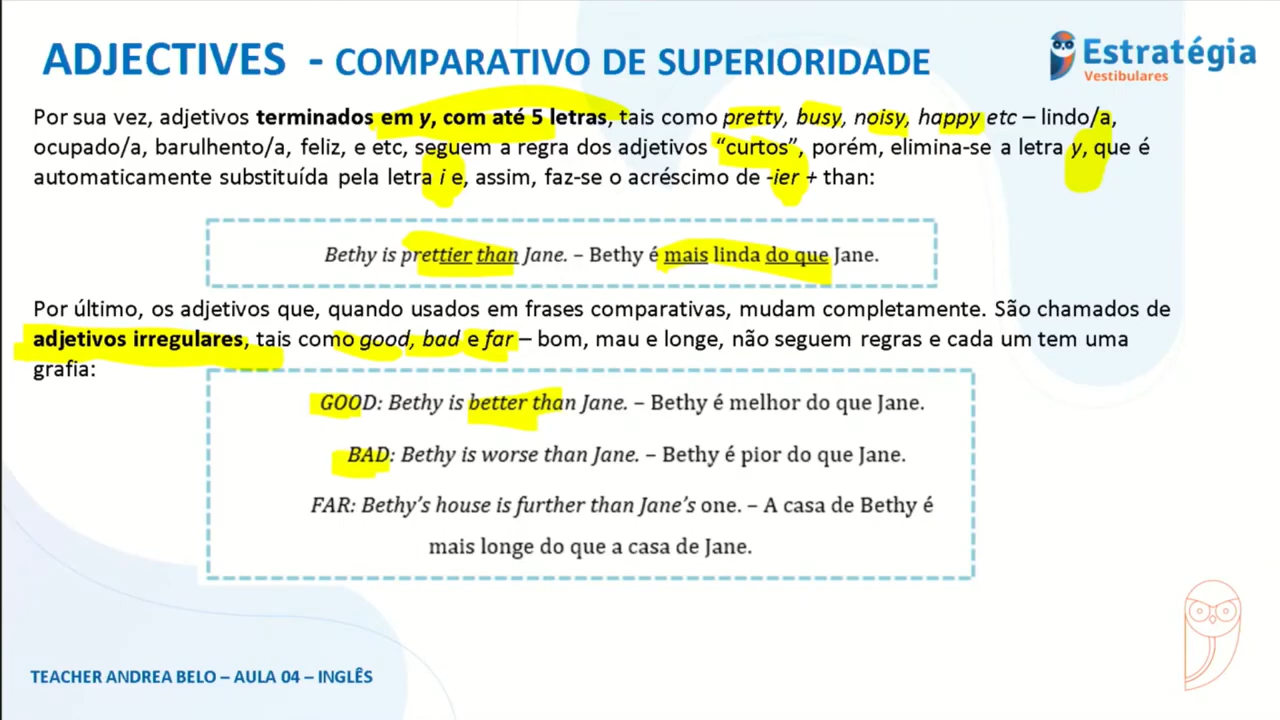 ADJECTIVES - COMPARATIVO DE SUPERIORIDADE
Estratégia
Vestibulares
Por sua vez, adjetivos terminados em y, com até 5 letras, tais como pretty, busy, noisy, happy etc – lindo/a,
ocupado/a, barulhento/a, feliz, e etc, seguem a regra dos adjetivos “curtos”, porém, elimina-se a letra y, que é
automaticamente substituída pela letra i e, assim, faz-se o acréscimo de -ier + than:
Bethy is prettier than Jane. – Bethy é mais linda do que Jane.
Por último, os adjetivos que, quando usados em frases comparativas, mudam completamente. São chamados de
adjetivos irregulares, tais como good, bad e far – bom, mau e longe, não seguem regras e cada um tem uma
grafia:
GOOD: Bethy is better than Jane. – Bethy é melhor do que Jane.
BAD: Bethy is worse than Jane. – Bethy é pior do que Jane.
FAR: Bethy’s house is further than Jane’s one. – A casa de Bethy é
mais longe do que a casa de Jane.
TEACHER ANDREA BELO – AULA 04 – INGLÊS